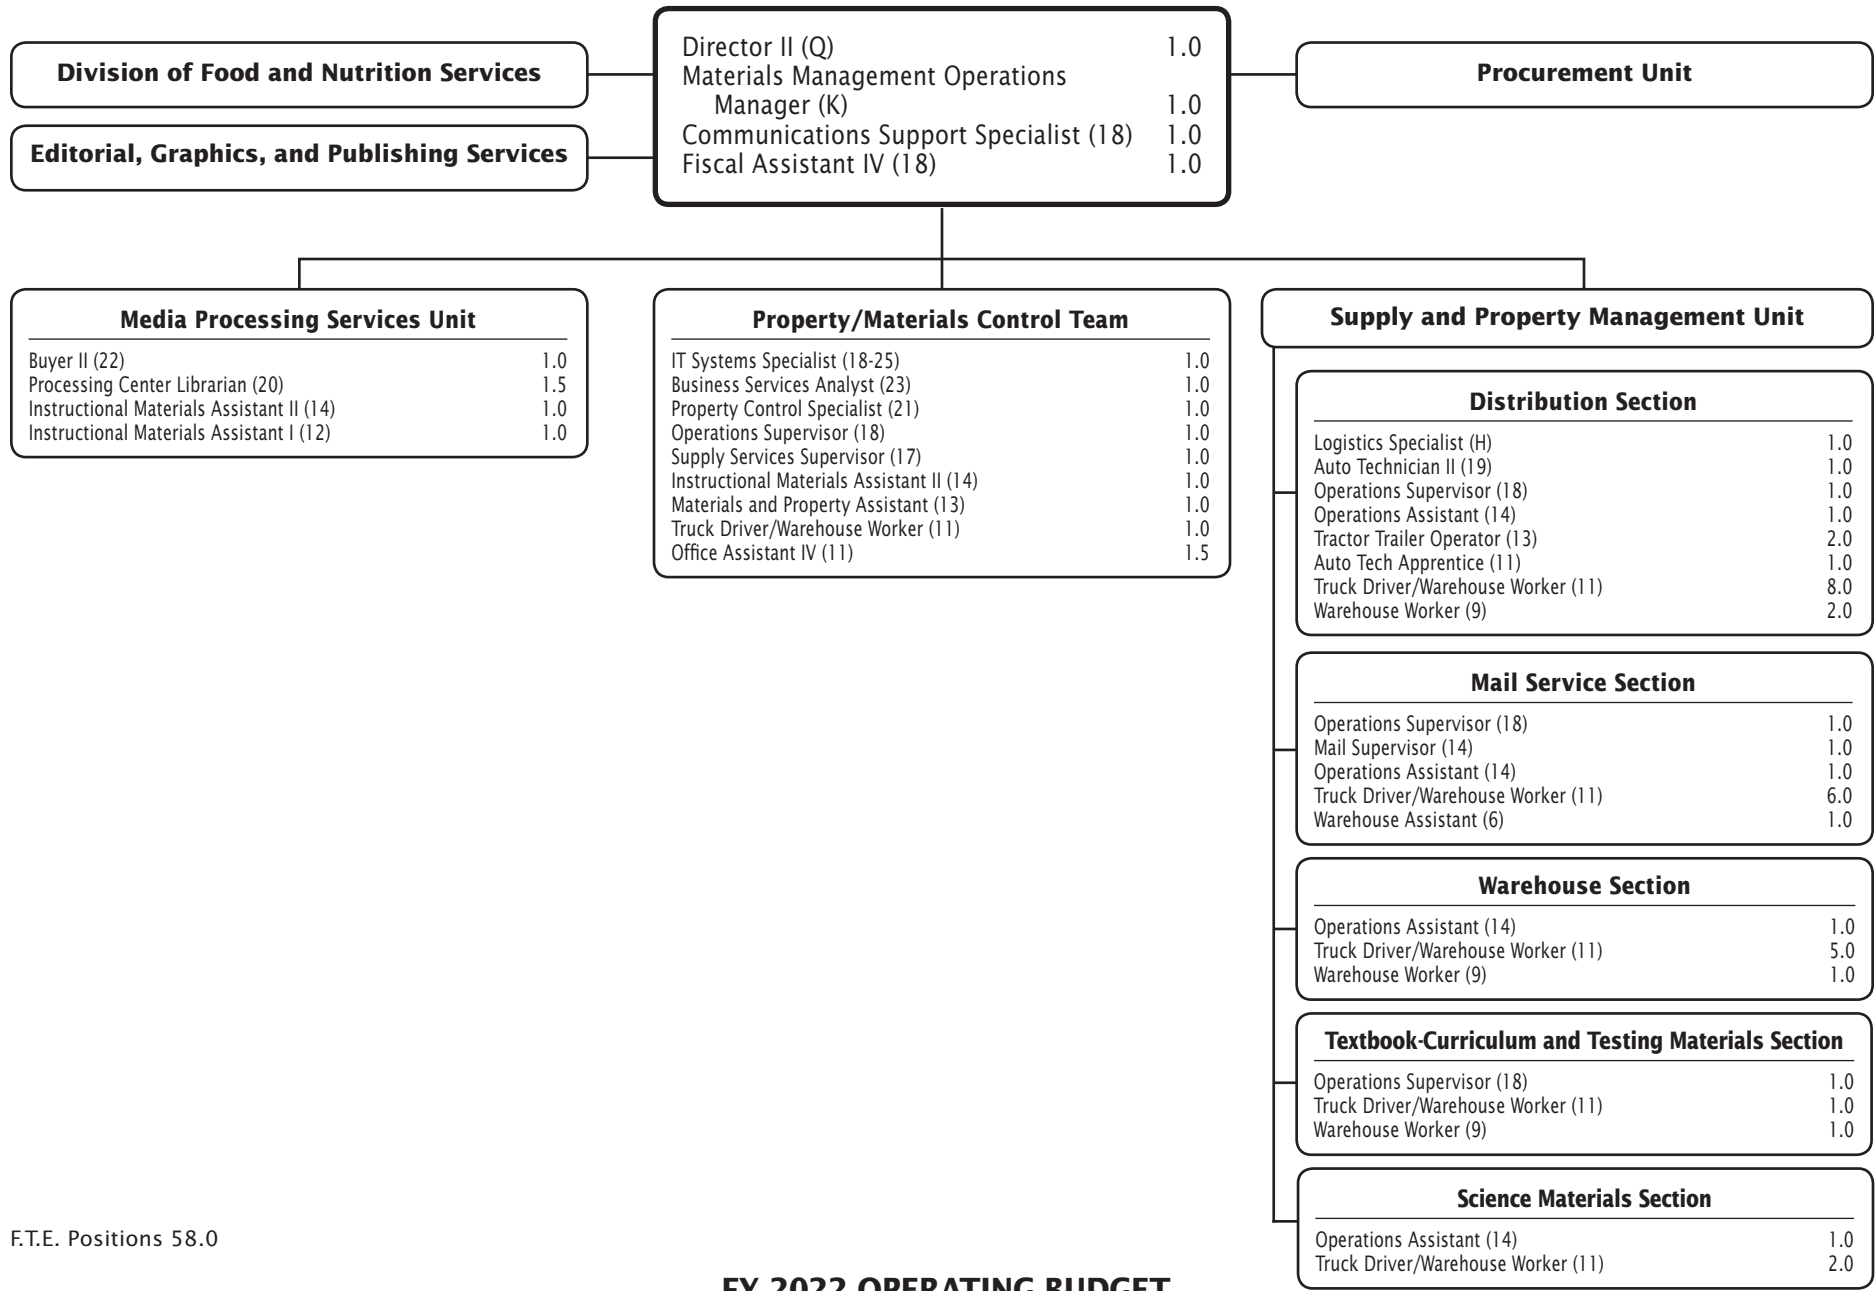 Division of Food and Nutrition Services
Editorial, Graphics, and Publishing Services
Director II (Q) 1.0
Materials Management Operations
Manager (K) 1.0
Communications Support Specialist (18) 1.0
Fiscal Assistant IV (18) 1.0
Procurement Unit
Media Processing Services Unit
Buyer II (22) 1.0
Processing Center Librarian (20) 1.5
Instructional Materials Assistant II (14) 1.0
Instructional Materials Assistant I (12) 1.0
Property/Materials Control Team
IT Systems Specialist (18-25) 1.0
Business Services Analyst (23) 1.0
Property Control Specialist (21) 1.0
Operations Supervisor (18) 1.0
Supply Services Supervisor (17) 1.0
Instructional Materials Assistant II (14) 1.0
Materials and Property Assistant (13) 1.0
Truck Driver/Warehouse Worker (11) 1.0
Office Assistant IV (11) 1.5
Supply and Property Management Unit
Distribution Section
Logistics Specialist (H) 1.0
Auto Technician II (19) 1.0
Operations Supervisor (18) 1.0
Operations Assistant (14) 1.0
Tractor Trailer Operator (13) 2.0
Auto Tech Apprentice (11) 1.0
Truck Driver/Warehouse Worker (11) 8.0
Warehouse Worker (9) 2.0
Mail Service Section
Operations Supervisor (18) 1.0
Mail Supervisor (14) 1.0
Operations Assistant (14) 1.0
Truck Driver/Warehouse Worker (11) 6.0
Warehouse Assistant (6) 1.0
Warehouse Section
Operations Assistant (14) 1.0
Truck Driver/Warehouse Worker (11) 5.0
Warehouse Worker (9) 1.0
Textbook-Curriculum and Testing Materials Section
Operations Supervisor (18) 1.0
Truck Driver/Warehouse Worker (11) 1.0
Warehouse Worker (9) 1.0
Science Materials Section
Operations Assistant (14) 1.0
Truck Driver/Warehouse Worker (11) 2.0
F.T.E. Positions 58.0
FY 2022 OPERATING BUDGET